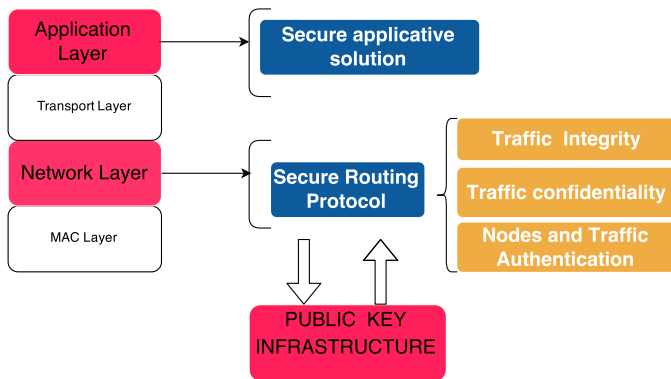 Application
Layer
Secure applicative
solution
Transport Layer
Network Layer
Secure Routing
Protocol
Traffic Integrity
Traffic confidentiality
Nodes and Traffic
Authentication
MAC Layer
PUBLIC KEY
INFRASTRUCTURE